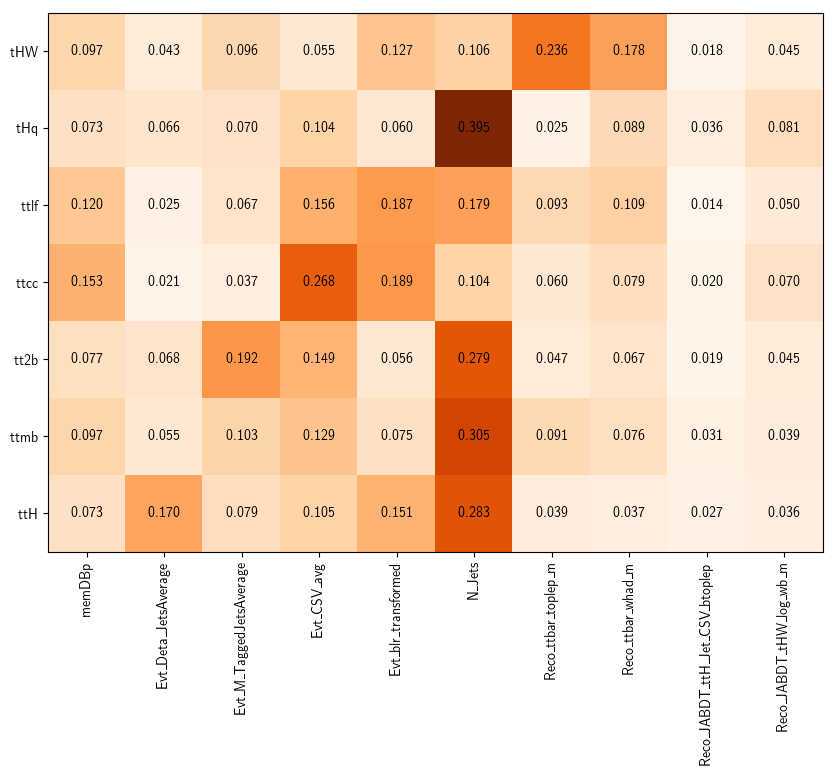 tHW 0.097 0.043 0.096 0.055 0.127 0.106 0.236 0.178 0.018 0.045
tHq 0.073 0.066 0.070 0.104 0.060 0.395 0.025 0.089 0.036 0.081
ttlf 0.120 0.025 0.067 0.156 0.187 0.179 0.093 0.109 0.014 0.050
ttcc 0.153 0.021 0.037 0.268 0.189 0.104 0.060 0.079 0.020 0.070
tt2b 0.077 0.068 0.192 0.149 0.056 0.279 0.047 0.067 0.019 0.045
ttmb 0.097 0.055 0.103 0.129 0.075 0.305 0.091 0.076 0.031 0.039
ttH 0.073 0.170 0.079 0.105 0.151 0.283 0.039 0.037 0.027 0.036
memDBp
Evt_Deta_JetsAverage
Evt_M_TaggedJetsAverage
Evt_CSV_avg
Evt_blr_transformed
N_Jets
Reco_ttbar_toplep_m
Reco_ttbar_whad_m
Reco_JABDT_ttH_Jet_CSV_btoplep
Reco_JABDT_tHW_log_wb_m